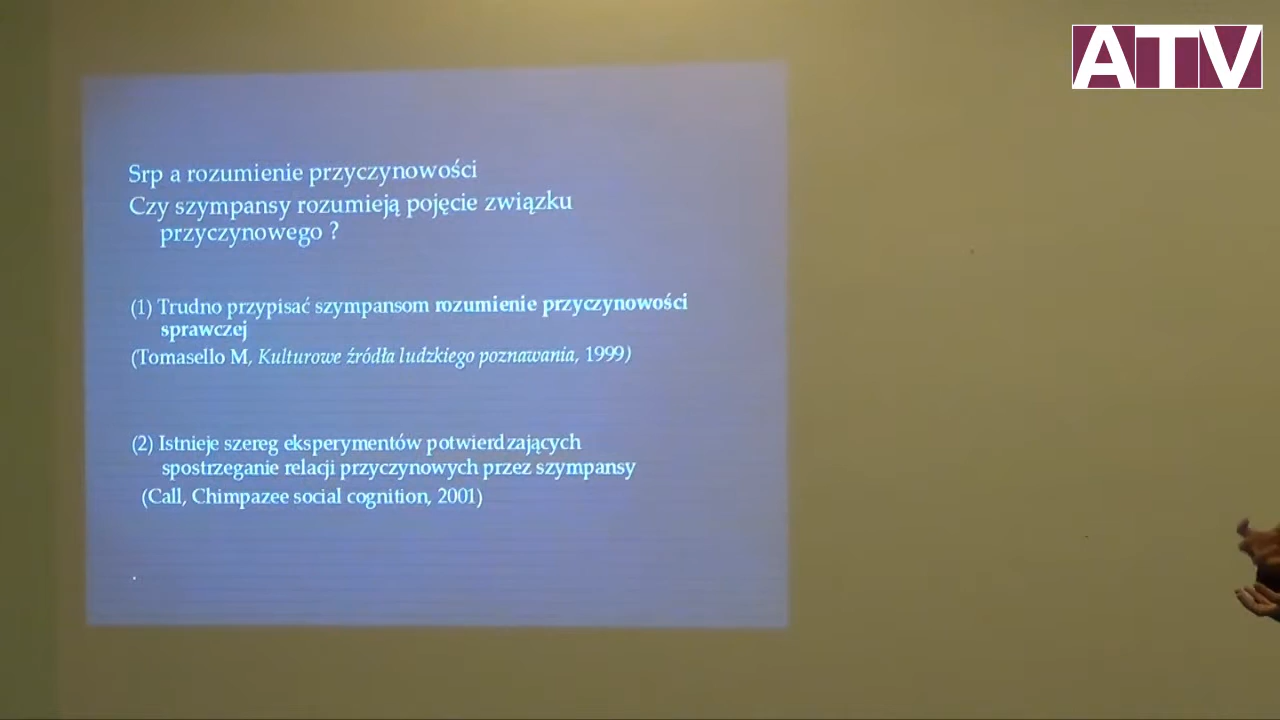 ATV
Srp a rozumienie przyczynowości
Czy szympansy rozumieją pojęcie związku
przyczynowego ?
(1) Trudno przypisać szympansom rozumienie przyczynowości
sprawczej
(Tomasello M, Kulturowe źródła ludzkiego poznawania, 1999)
(2) Istnieje szereg eksperymentów potwierdzających
spostrzeganie relacji przyczynowych przez szympansy
(Call, Chimpazee social cognition, 2001)
.